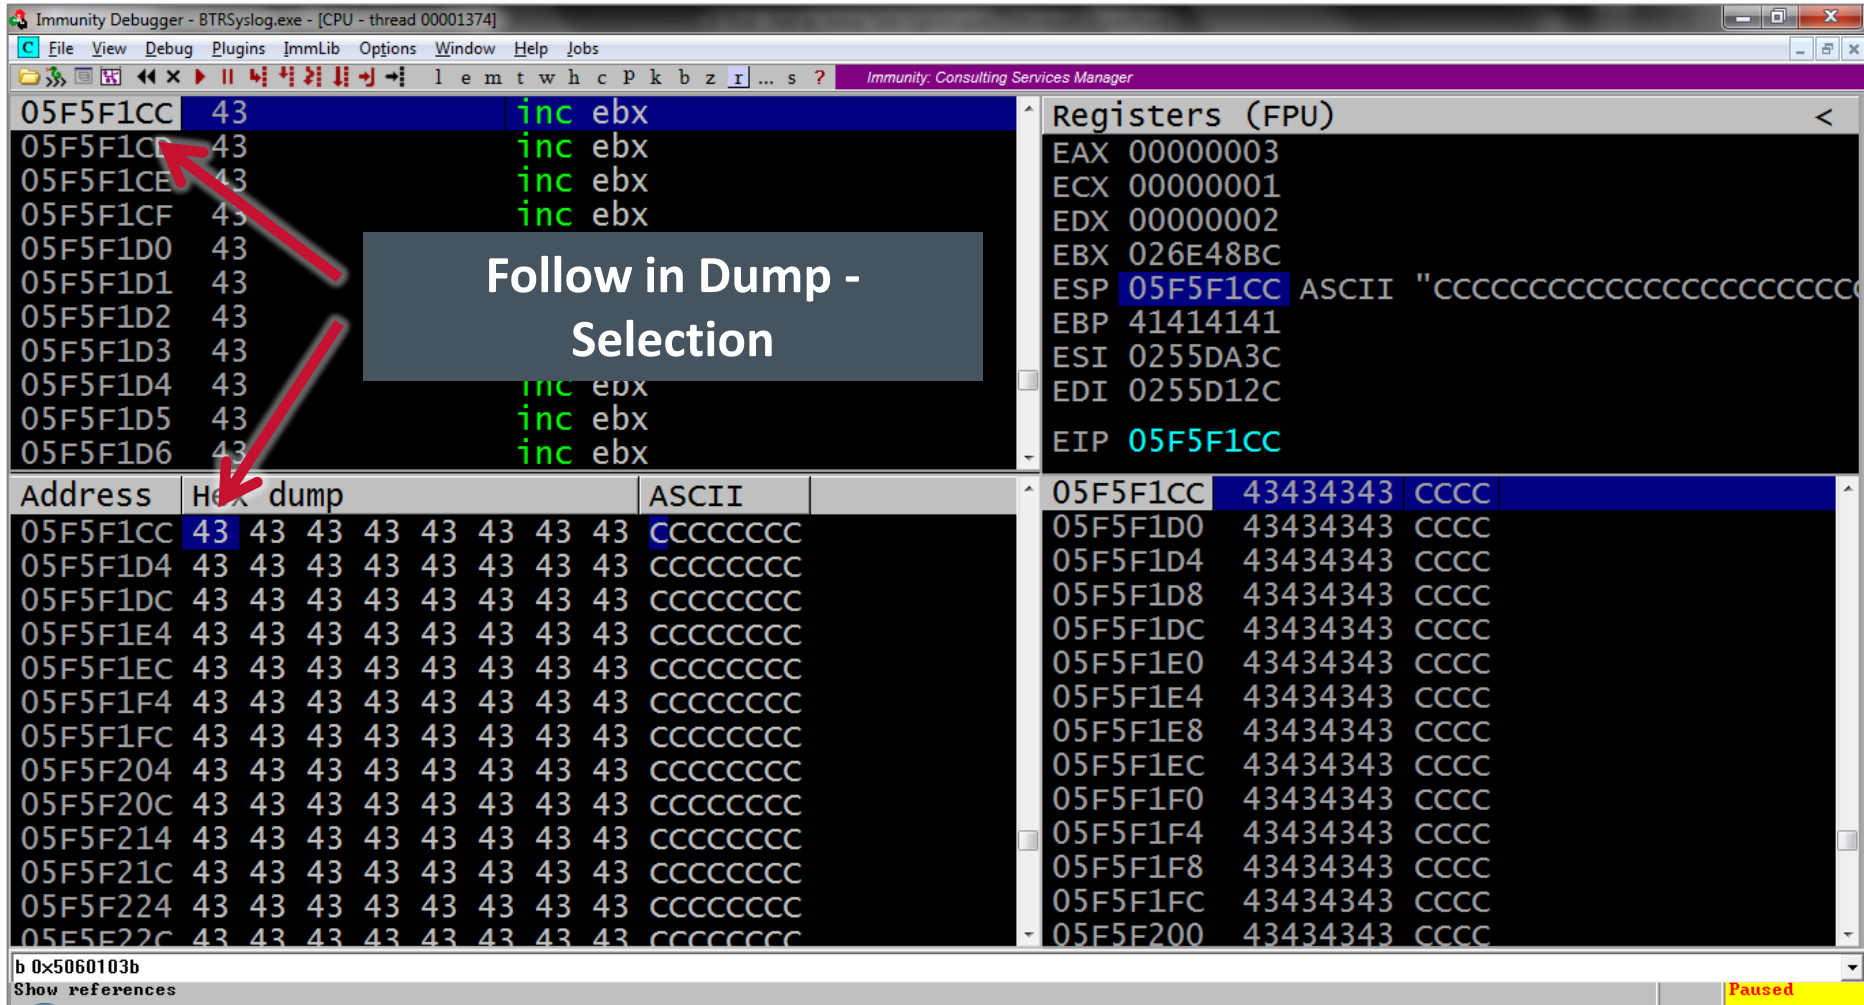 Immunity Debugger - BTRSyslog.exe - [CPU - thread 00001374]
C File View Debug Plugins ImmLib Options Window Help Jobs
l e m t w h c P k b z r ... s ? Immunity: Consulting Services Manager
05F5F1CC 43 inc ebx
05F5F1CD 43 inc ebx
05F5F1CE 43 inc ebx
05F5F1CF 43 inc ebx
05F5F1D0 43
05F5F1D1 43
05F5F1D2 43
05F5F1D3 43
05F5F1D4 43 inc ebx
05F5F1D5 43 inc ebx
05F5F1D6 43 inc ebx
Follow in Dump -
Selection
Registers (FPU) <
EAX 00000003
ECX 00000001
EDX 00000002
EBX 026E48BC
ESP 05F5F1CC ASCII "CCCCCCCCCCCCCCCCCCCCCCC
EBP 41414141
ESI 0255DA3C
EDI 0255D12C
EIP 05F5F1CC
Address Hex dump ASCII
05F5F1CC 43 43 43 43 43 43 43 43 CCCCCCCC
05F5F1D4 43 43 43 43 43 43 43 43 CCCCCCCC
05F5F1DC 43 43 43 43 43 43 43 43 CCCCCCCC
05F5F1E4 43 43 43 43 43 43 43 43 CCCCCCCC
05F5F1EC 43 43 43 43 43 43 43 43 CCCCCCCC
05F5F1F4 43 43 43 43 43 43 43 43 CCCCCCCC
05F5F1FC 43 43 43 43 43 43 43 43 CCCCCCCC
05F5F204 43 43 43 43 43 43 43 43 CCCCCCCC
05F5F20C 43 43 43 43 43 43 43 43 CCCCCCCC
05F5F214 43 43 43 43 43 43 43 43 CCCCCCCC
05F5F21C 43 43 43 43 43 43 43 43 CCCCCCCC
05F5F224 43 43 43 43 43 43 43 43 CCCCCCCC
05F5F22C 43 43 43 43 43 43 43 43 CCCCCCCC
05F5F1CC 43434343 CCCC
05F5F1D0 43434343 CCCC
05F5F1D4 43434343 CCCC
05F5F1D8 43434343 CCCC
05F5F1DC 43434343 CCCC
05F5F1E0 43434343 CCCC
05F5F1E4 43434343 CCCC
05F5F1E8 43434343 CCCC
05F5F1EC 43434343 CCCC
05F5F1F0 43434343 CCCC
05F5F1F4 43434343 CCCC
05F5F1F8 43434343 CCCC
05F5F1FC 43434343 CCCC
05F5F200 43434343 CCCC
b 0x5060103b
Show references
Paused